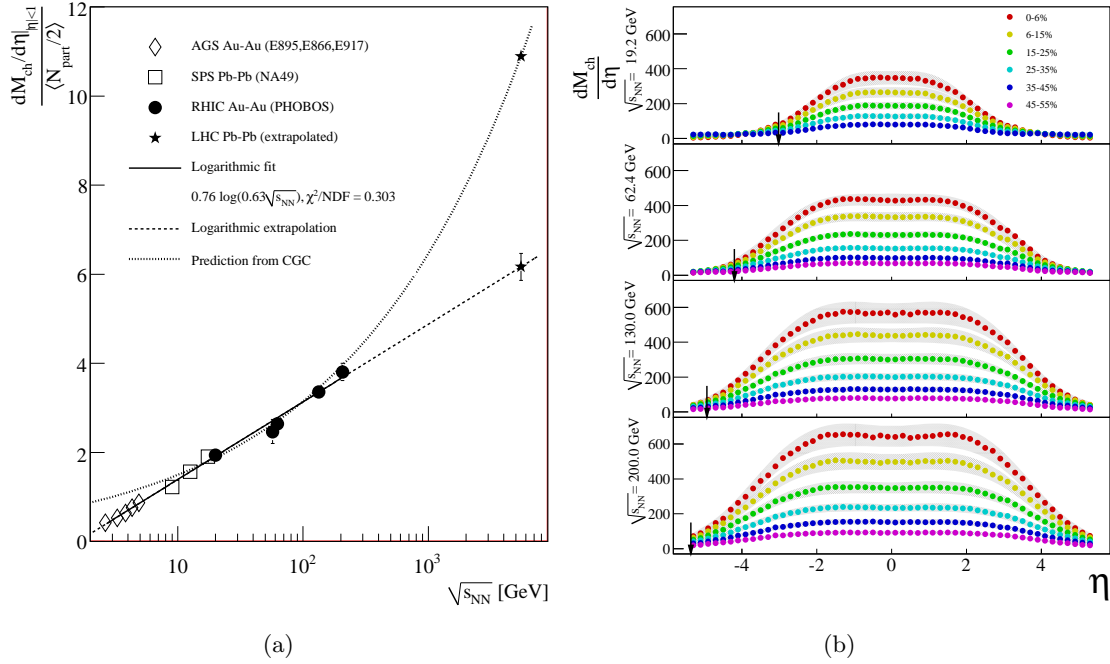 dM_ch/dη|_|η|<1
⟨N_part/2⟩
12
10
8
6
4
2
0
AGS Au-Au (E895,E866,E917)
SPS Pb-Pb (NA49)
RHIC Au-Au (PHOBOS)
LHC Pb-Pb (extrapolated)
Logarithmic fit
0.76 log(0.63√s_NN), χ²/NDF = 0.303
Logarithmic extrapolation
Prediction from CGC
10 10² 10³
√s_NN [GeV]
(a)
dM_ch
dη
√s_NN = 19.2 GeV
600
400
200
0
0-6%
6-15%
15-25%
25-35%
35-45%
45-55%
√s_NN = 62.4 GeV
600
400
200
0
√s_NN = 130.0 GeV
600
400
200
0
√s_NN = 200.0 GeV
600
400
200
0
-4 -2 0 2 4
η
(b)